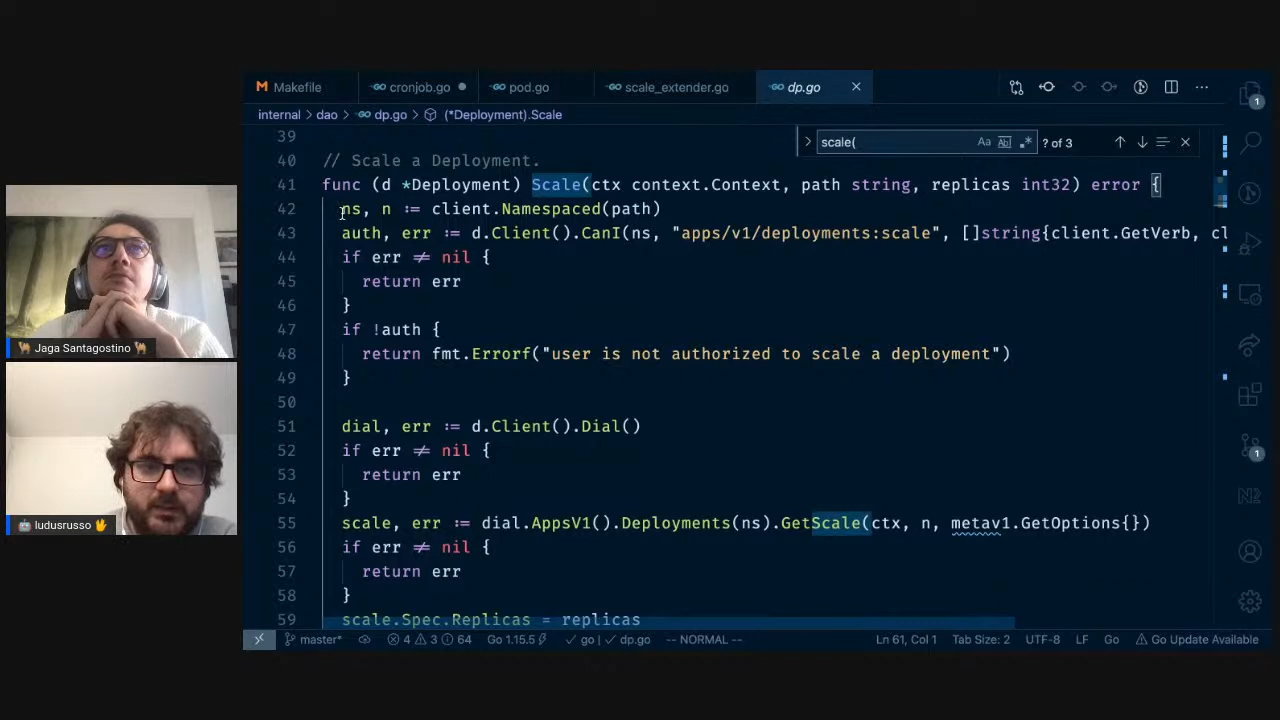 Makefile
cronjob.go
pod.go
scale_extender.go
dp.go
internal > dao > dp.go > (*Deployment).Scale
scale(
Aa
Ab
? of 3
39
40 // Scale a Deployment.
41 func (d *Deployment) Scale(ctx context.Context, path string, replicas int32) error {
42 ns, n := client.Namespaced(path)
43 auth, err := d.Client().CanI(ns, "apps/v1/deployments:scale", []string{client.GetVerb, cl
44 if err ≠ nil {
45 return err
46 }
47 if !auth {
48 return fmt.Errorf("user is not authorized to scale a deployment")
49 }
50
51 dial, err := d.Client().Dial()
52 if err ≠ nil {
53 return err
54 }
55 scale, err := dial.AppsV1().Deployments(ns).GetScale(ctx, n, metav1.GetOptions{})
56 if err ≠ nil {
57 return err
58 }
59 scale.Spec.Replicas = replicas
master*
4
3
64
Go 1.15.5
go
dp.go
-- NORMAL --
Ln 61, Col 1
Tab Size: 2
UTF-8
LF
Go
Go Update Available
1
1
N2
🐫 Jaga Santagostino 🐫
🤖 ludusrusso 🖖